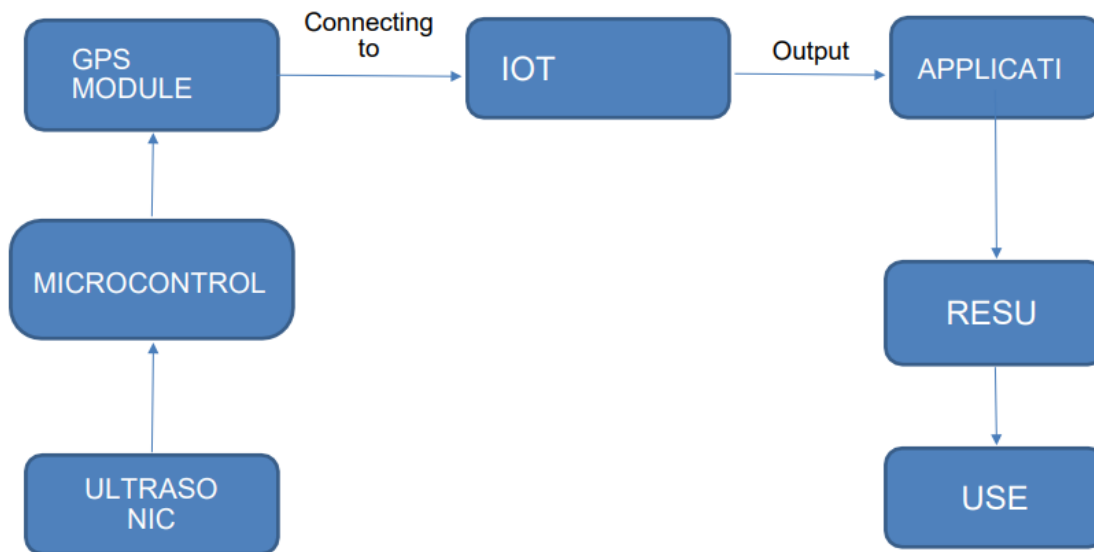 GPS
MODULE
Connecting
to
IOT
Output
APPLICATI
MICROCONTROL
RESU
ULTRASO
NIC
USE